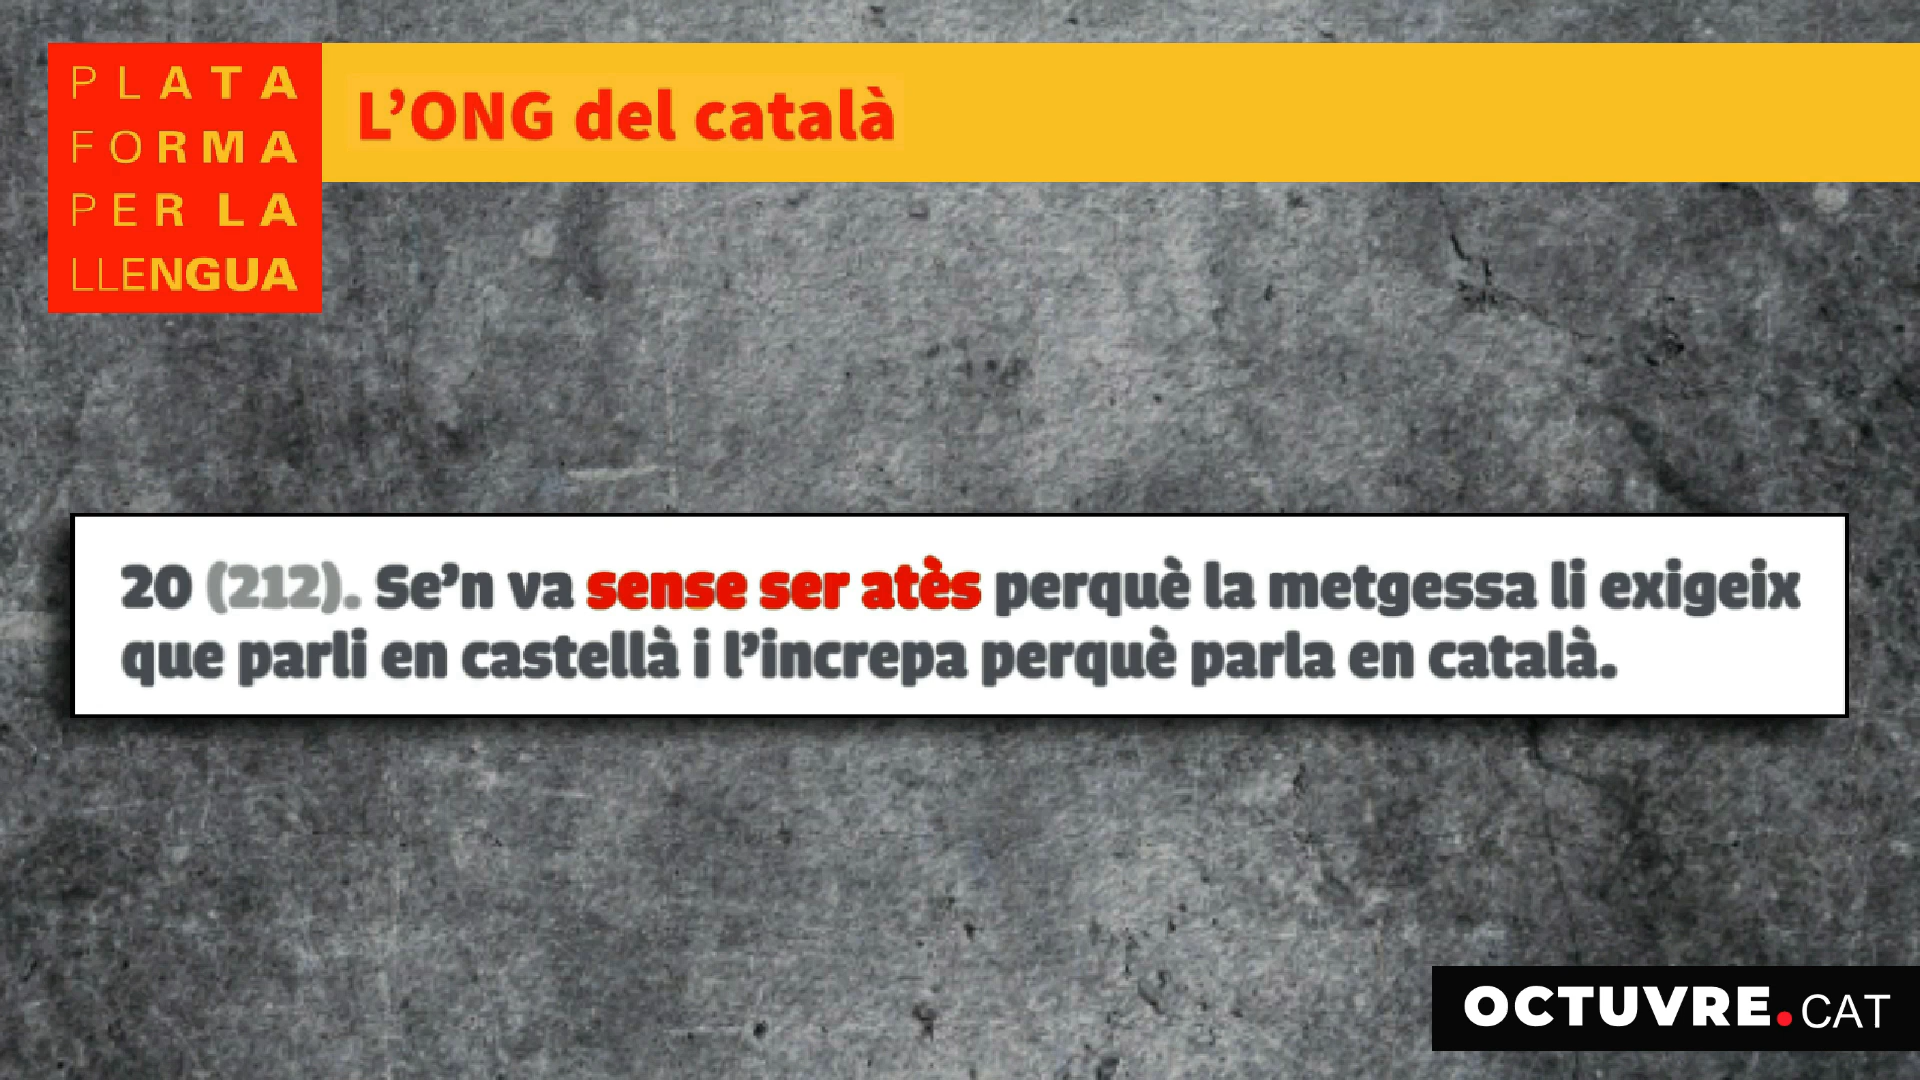 PLATA
FORMA
PER LA
LLENGUA
L’ONG del català
20 (212). Se’n va sense ser atès perquè la metgessa li exigeix
que parli en castellà i l’increpa perquè parla en català.
OCTUVRE.CAT